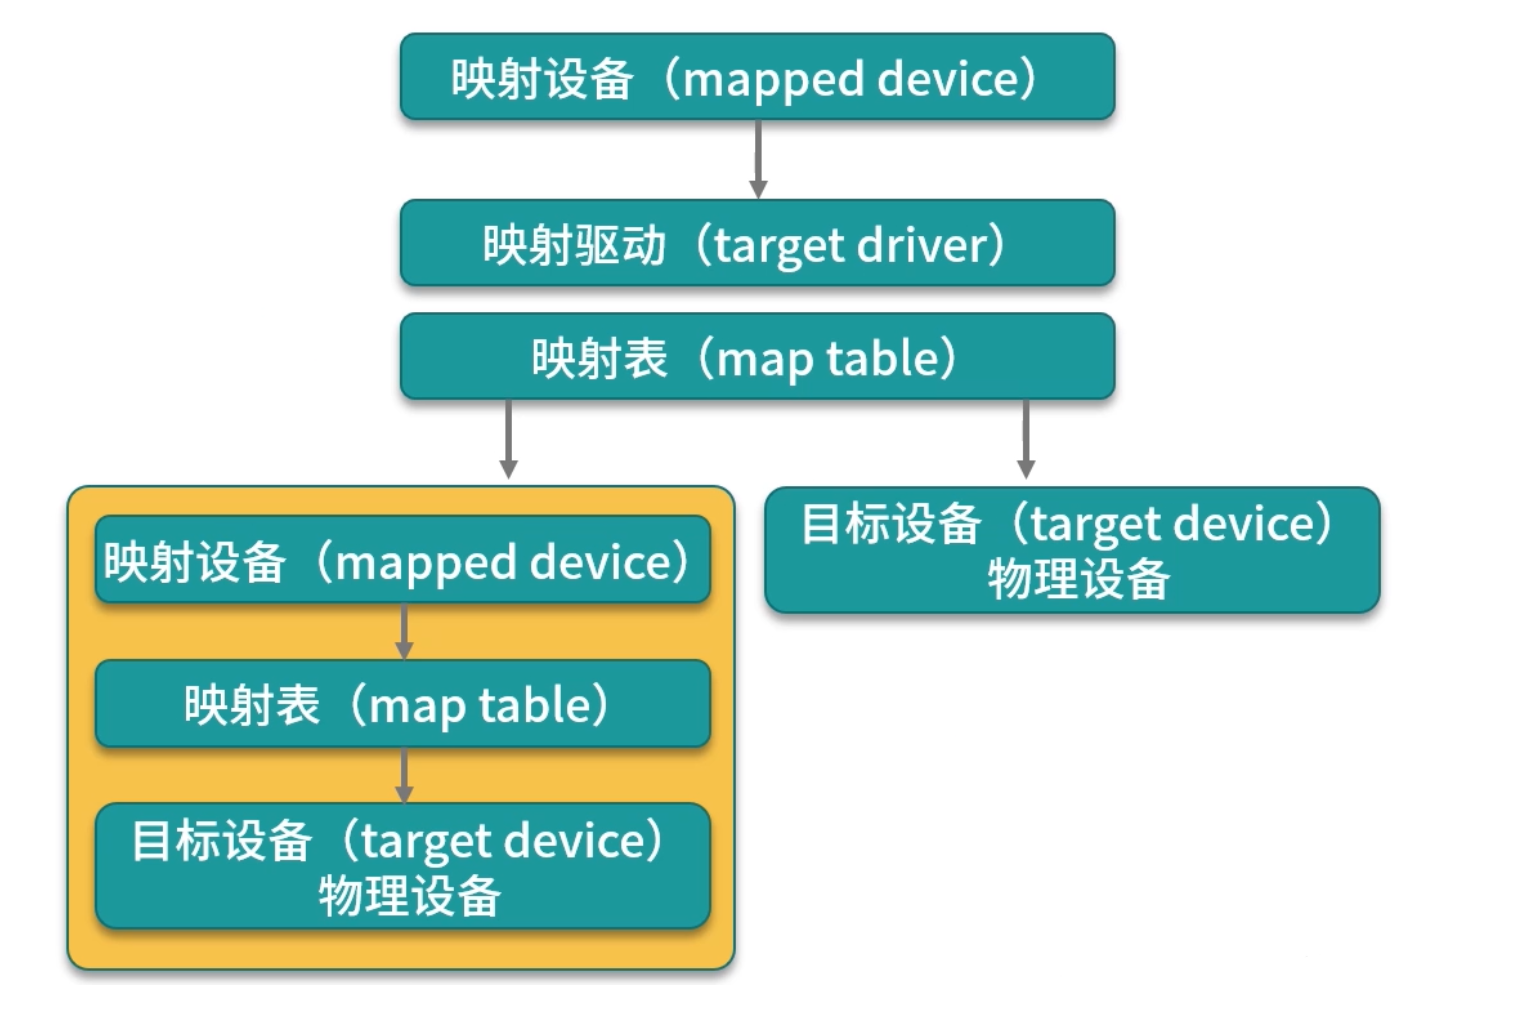 映射设备（mapped device）
映射驱动（target driver）
映射表（map table）
映射设备（mapped device）
映射表（map table）
目标设备（target device）
物理设备
目标设备（target device）
物理设备